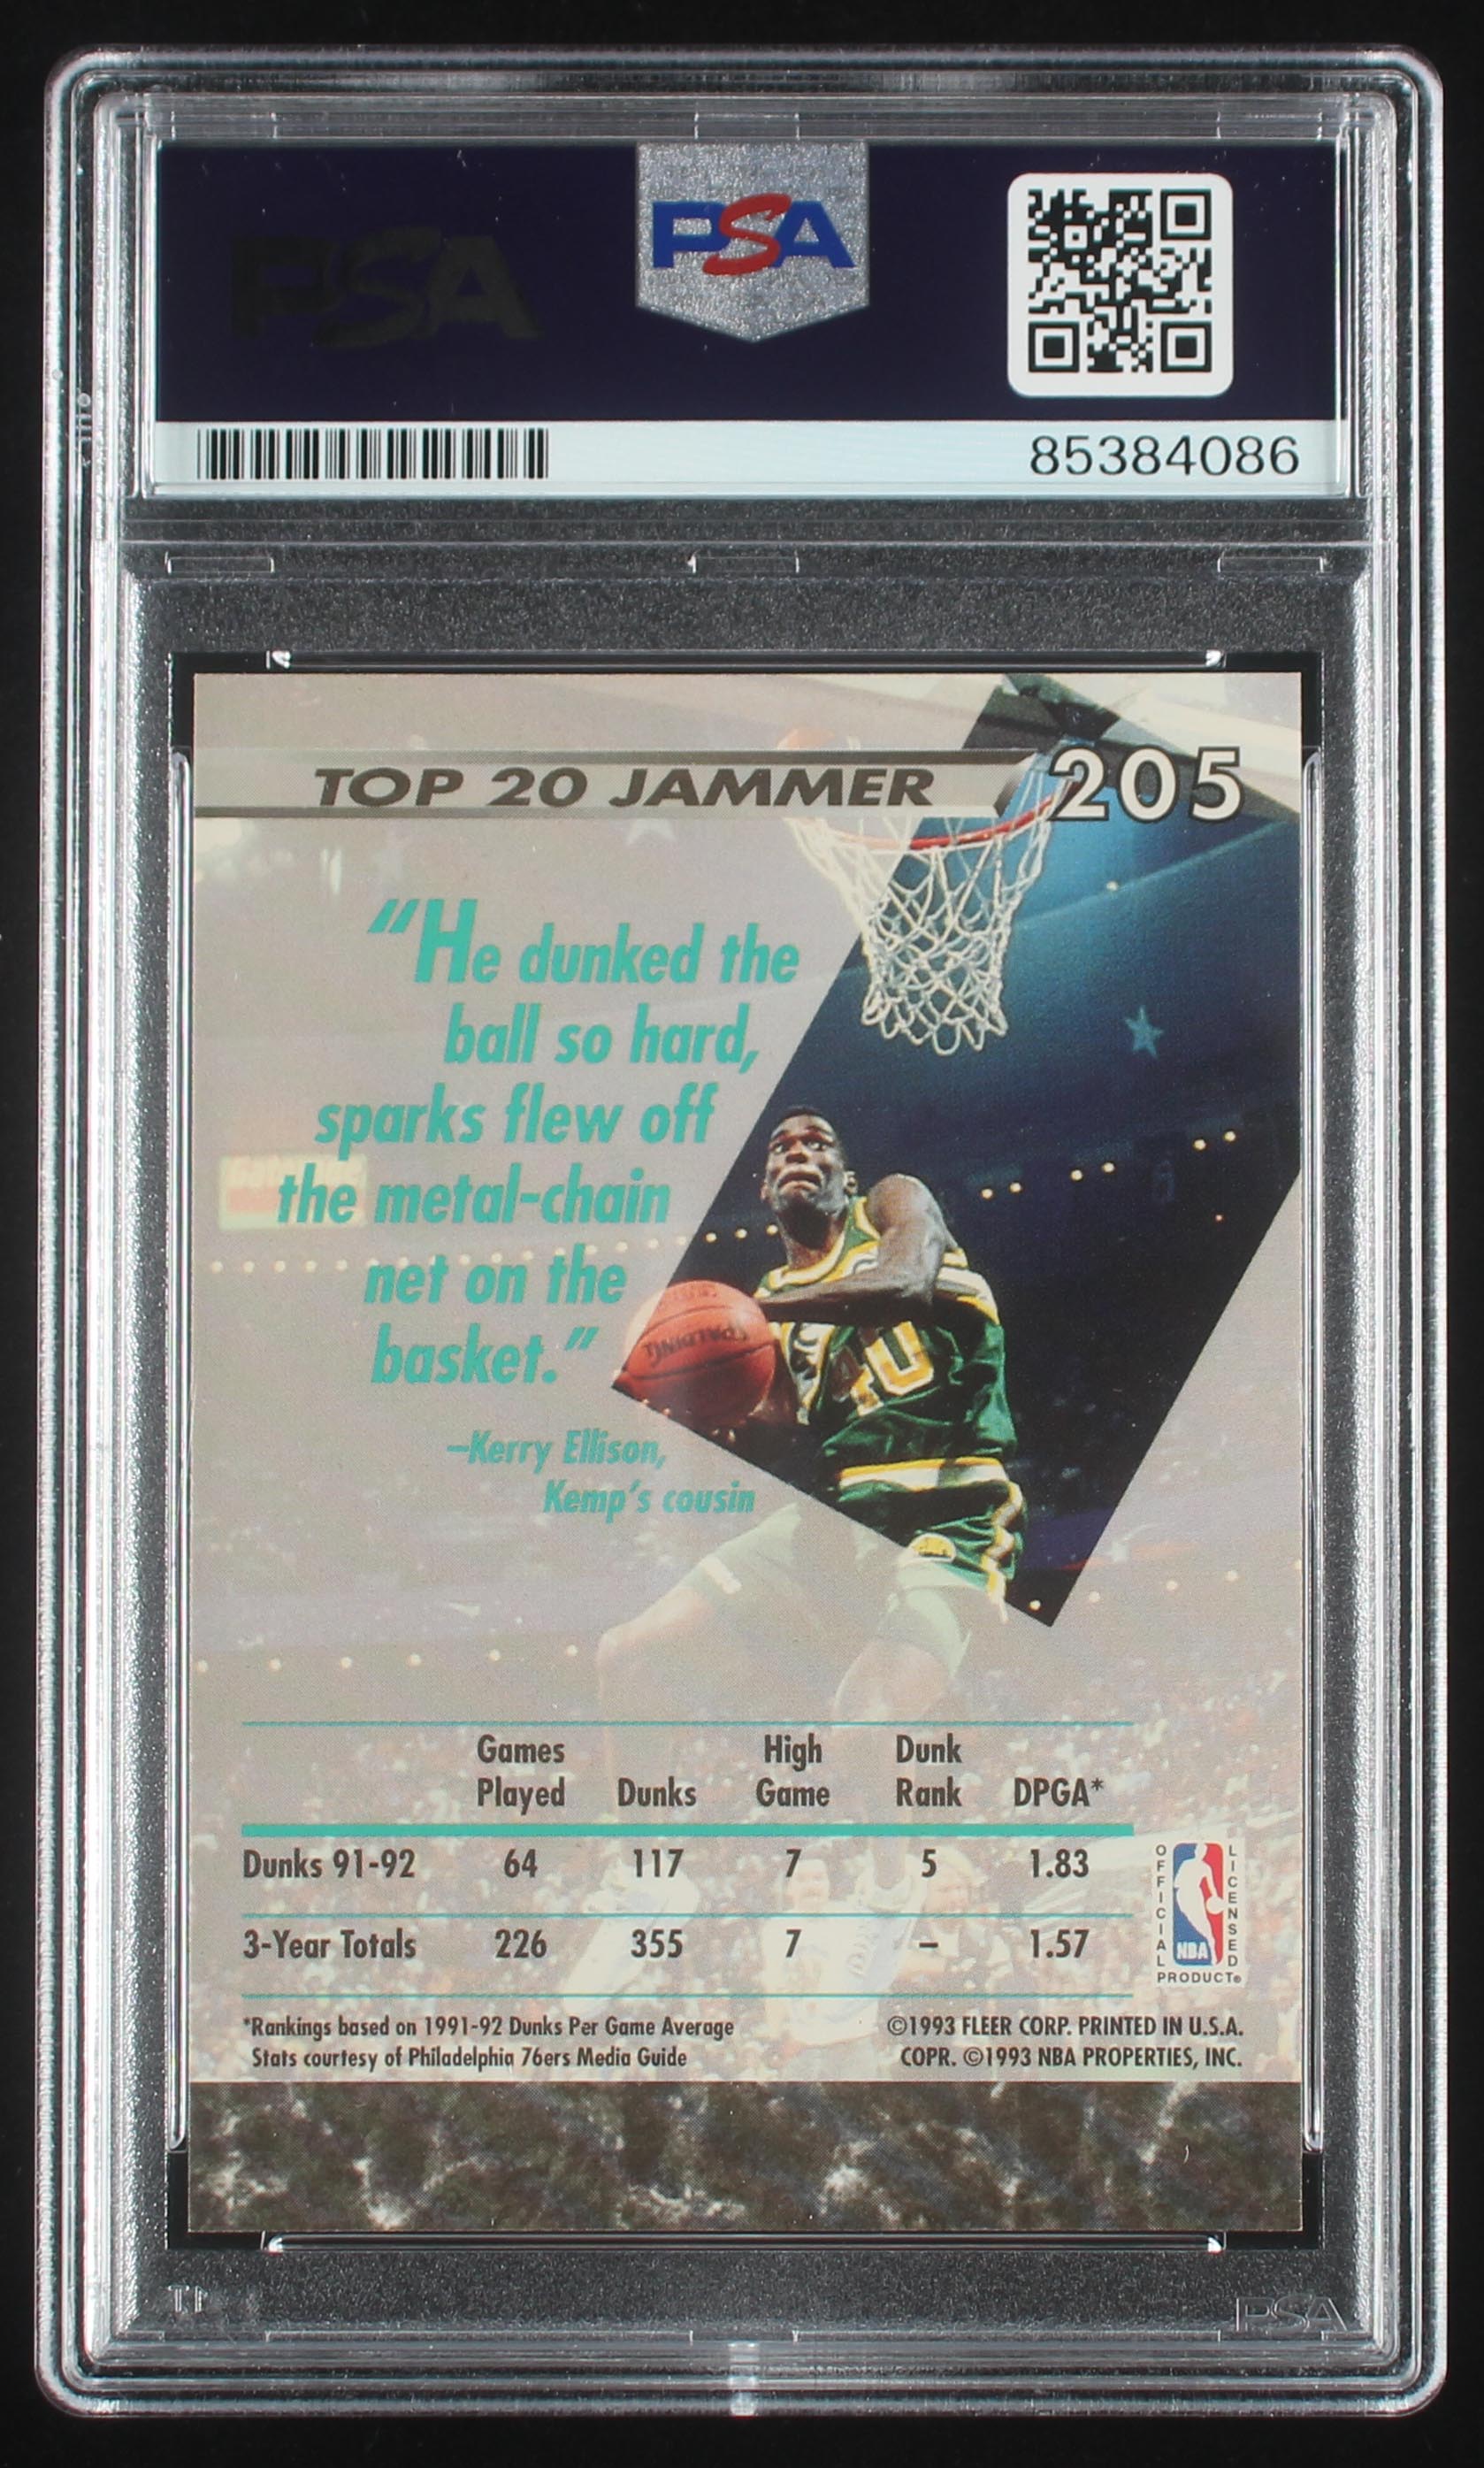 PSA
PSA
85384086
TOP 20 JAMMER
205
“He dunked the
ball so hard,
sparks flew off
the metal-chain
net on the
basket.”
–Kerry Ellison,
Kemp's cousin
SPALDING
40
Games Played Dunks High Game Dunk Rank DPGA*
Dunks 91-92 64 117 7 5 1.83
3-Year Totals 226 355 7 – 1.57
OFFICIAL LICENSED
NBA
PRODUCT®
*Rankings based on 1991-92 Dunks Per Game Average
Stats courtesy of Philadelphia 76ers Media Guide
©1993 FLEER CORP. PRINTED IN U.S.A.
COPR. ©1993 NBA PROPERTIES, INC.
PSA